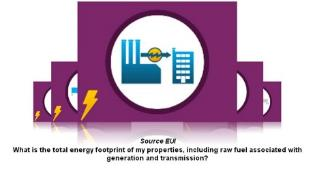 Source EUI
What is the total energy footprint of my properties, including raw fuel associated with
generation and transmission?